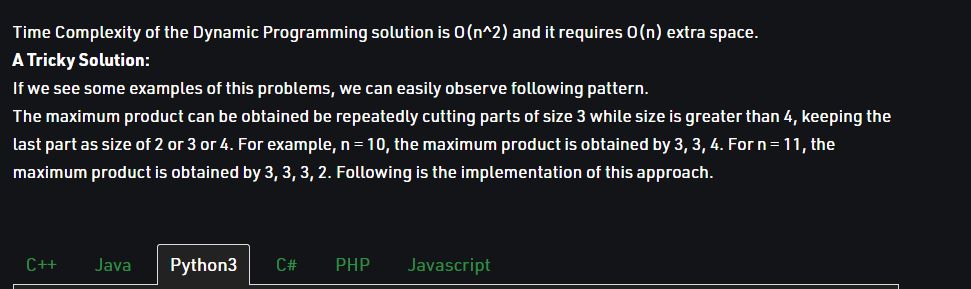 Time Complexity of the Dynamic Programming solution is O(n^2) and it requires O(n) extra space.
A Tricky Solution:
If we see some examples of this problems, we can easily observe following pattern.
The maximum product can be obtained be repeatedly cutting parts of size 3 while size is greater than 4, keeping the
last part as size of 2 or 3 or 4. For example, n = 10, the maximum product is obtained by 3, 3, 4. For n = 11, the
maximum product is obtained by 3, 3, 3, 2. Following is the implementation of this approach.
C++ Java Python3 C# PHP Javascript